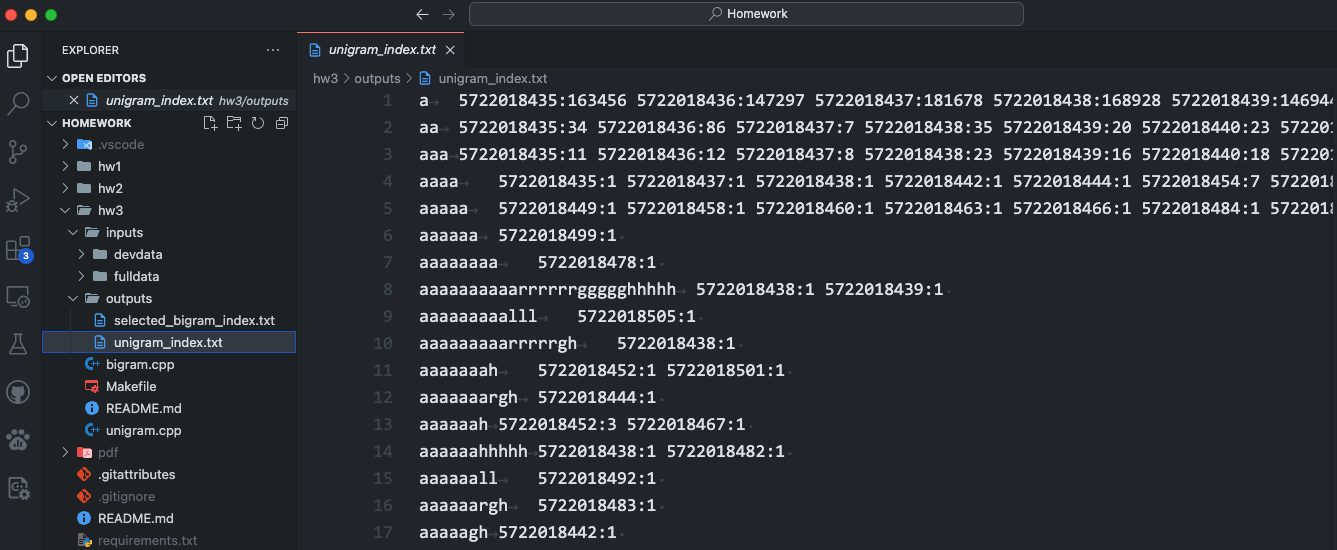 Homework
EXPLORER
OPEN EDITORS
unigram_index.txt hw3/outputs
HOMEWORK
.vscode
hw1
hw2
hw3
inputs
devdata
fulldata
outputs
selected_bigram_index.txt
unigram_index.txt
bigram.cpp
Makefile
README.md
unigram.cpp
pdf
.gitattributes
.gitignore
README.md
requirements.txt
3
unigram_index.txt
hw3 > outputs > unigram_index.txt
1 a→ 5722018435:163456 5722018436:147297 5722018437:181678 5722018438:168928 5722018439:146944
2 aa→ 5722018435:34 5722018436:86 5722018437:7 5722018438:35 5722018439:20 5722018440:23 57220
3 aaa→5722018435:11 5722018436:12 5722018437:8 5722018438:23 5722018439:16 5722018440:18 57220
4 aaaa→ 5722018435:1 5722018437:1 5722018438:1 5722018442:1 5722018444:1 5722018454:7 572201
5 aaaaa→ 5722018449:1 5722018458:1 5722018460:1 5722018463:1 5722018466:1 5722018484:1 572201
6 aaaaaa→ 5722018499:1·
7 aaaaaaaa→ 5722018478:1·
8 aaaaaaaaaarrrrrrggggghhhhh→ 5722018438:1 5722018439:1·
9 aaaaaaaaalll→ 5722018505:1·
10 aaaaaaaaarrrrrgh→ 5722018438:1·
11 aaaaaaah→ 5722018452:1 5722018501:1·
12 aaaaaaargh→ 5722018444:1·
13 aaaaaah→5722018452:3 5722018467:1·
14 aaaaaahhhhh→5722018438:1 5722018482:1·
15 aaaaaall→ 5722018492:1·
16 aaaaaargh→ 5722018483:1·
17 aaaaagh→5722018442:1·